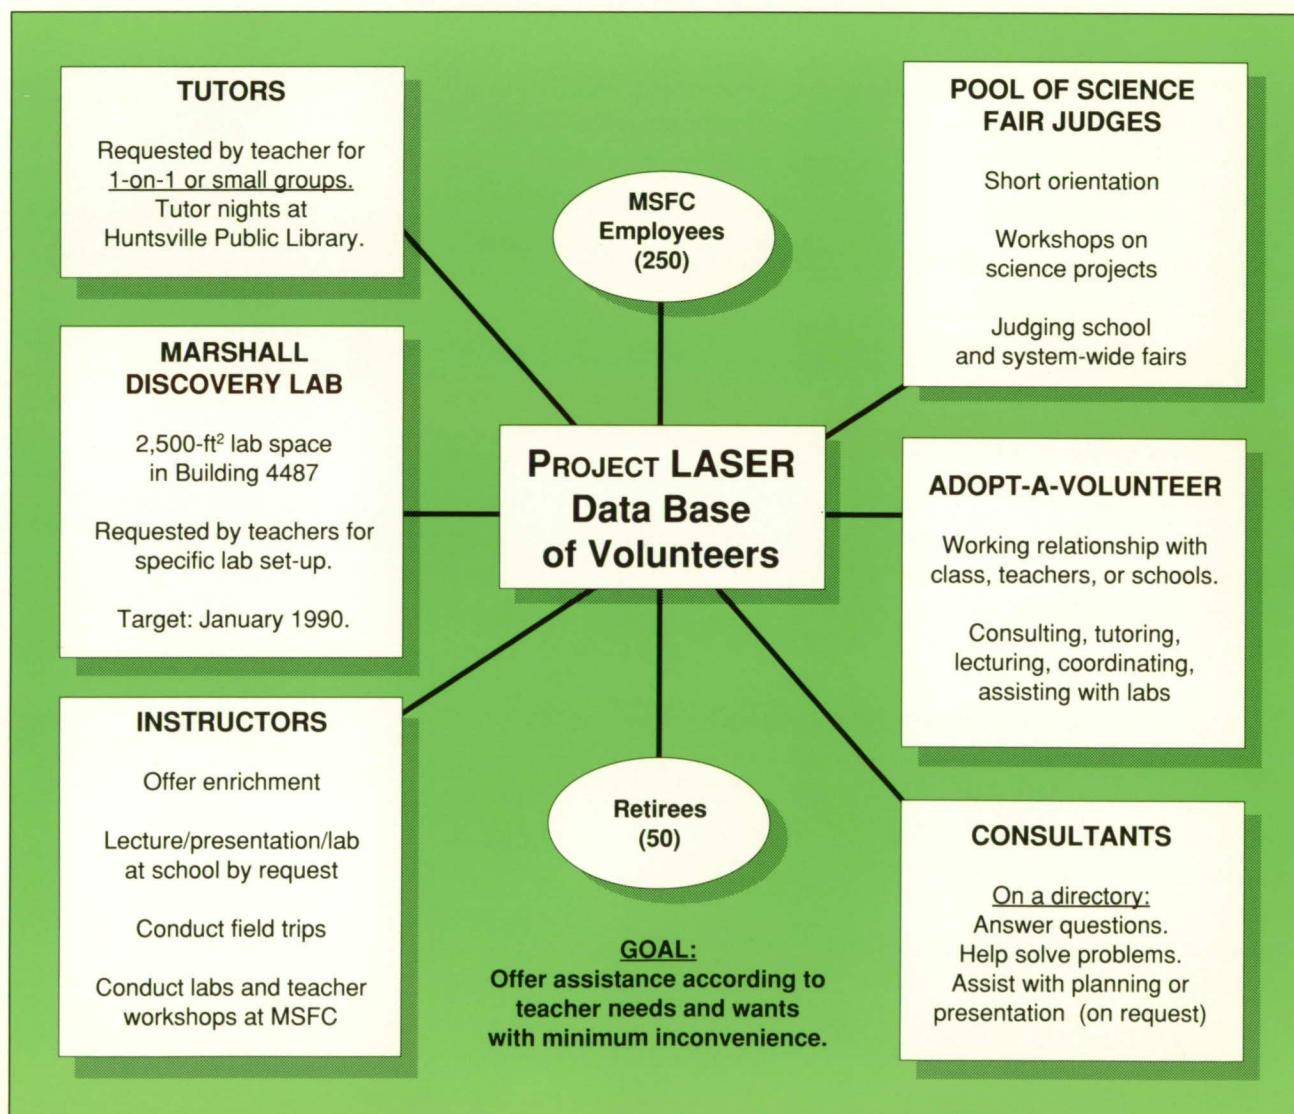 TUTORS
Requested by teacher for
1-on-1 or small groups.
Tutor nights at
Huntsville Public Library.
MARSHALL
DISCOVERY LAB
2,500-ft² lab space
in Building 4487
Requested by teachers for
specific lab set-up.
Target: January 1990.
INSTRUCTORS
Offer enrichment
Lecture/presentation/lab
at school by request
Conduct field trips
Conduct labs and teacher
workshops at MSFC
MSFC
Employees
(250)
PROJECT LASER
Data Base
of Volunteers
Retirees
(50)
GOAL:
Offer assistance according to
teacher needs and wants
with minimum inconvenience.
POOL OF SCIENCE
FAIR JUDGES
Short orientation
Workshops on
science projects
Judging school
and system-wide fairs
ADOPT-A-VOLUNTEER
Working relationship with
class, teachers, or schools.
Consulting, tutoring,
lecturing, coordinating,
assisting with labs
CONSULTANTS
On a directory:
Answer questions.
Help solve problems.
Assist with planning or
presentation (on request)